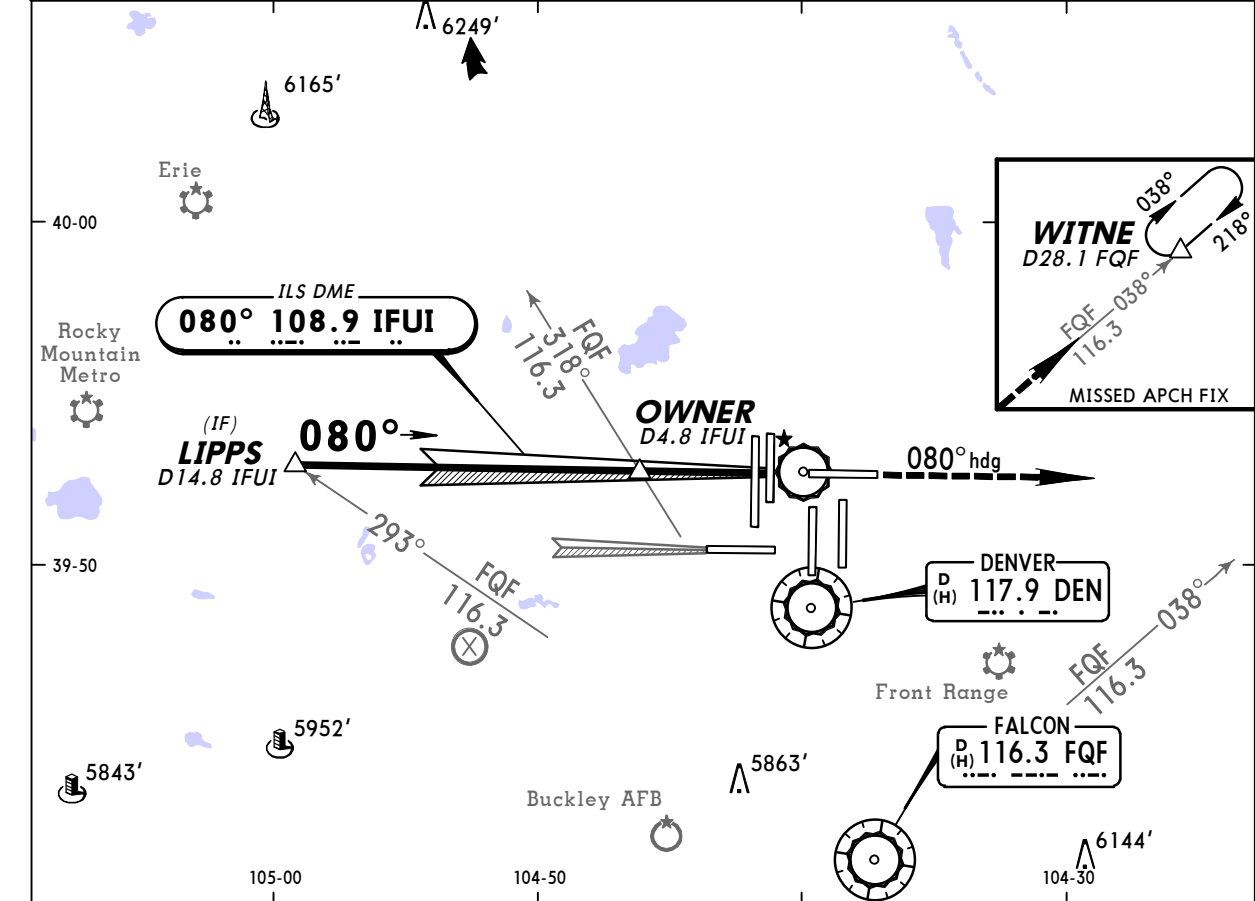 6249'
6165'
Erie
40-00
038°
218°
WITNE
D28.1 FQF
FQF
038°
116.3
MISSED APCH FIX
ILS DME
080° 108.9 IFUI
Rocky
Mountain
Metro
FQF
318°
116.3
(IF)
LIPPS
D14.8 IFUI
080°
OWNER
D4.8 IFUI
080° hdg
293°
FQF
116.3
39-50
DENVER
D
(H) 117.9 DEN
038°
FQF
116.3
Front Range
FALCON
D
(H) 116.3 FQF
5952'
5843'
5863'
Buckley AFB
6144'
105-00
104-50
104-30